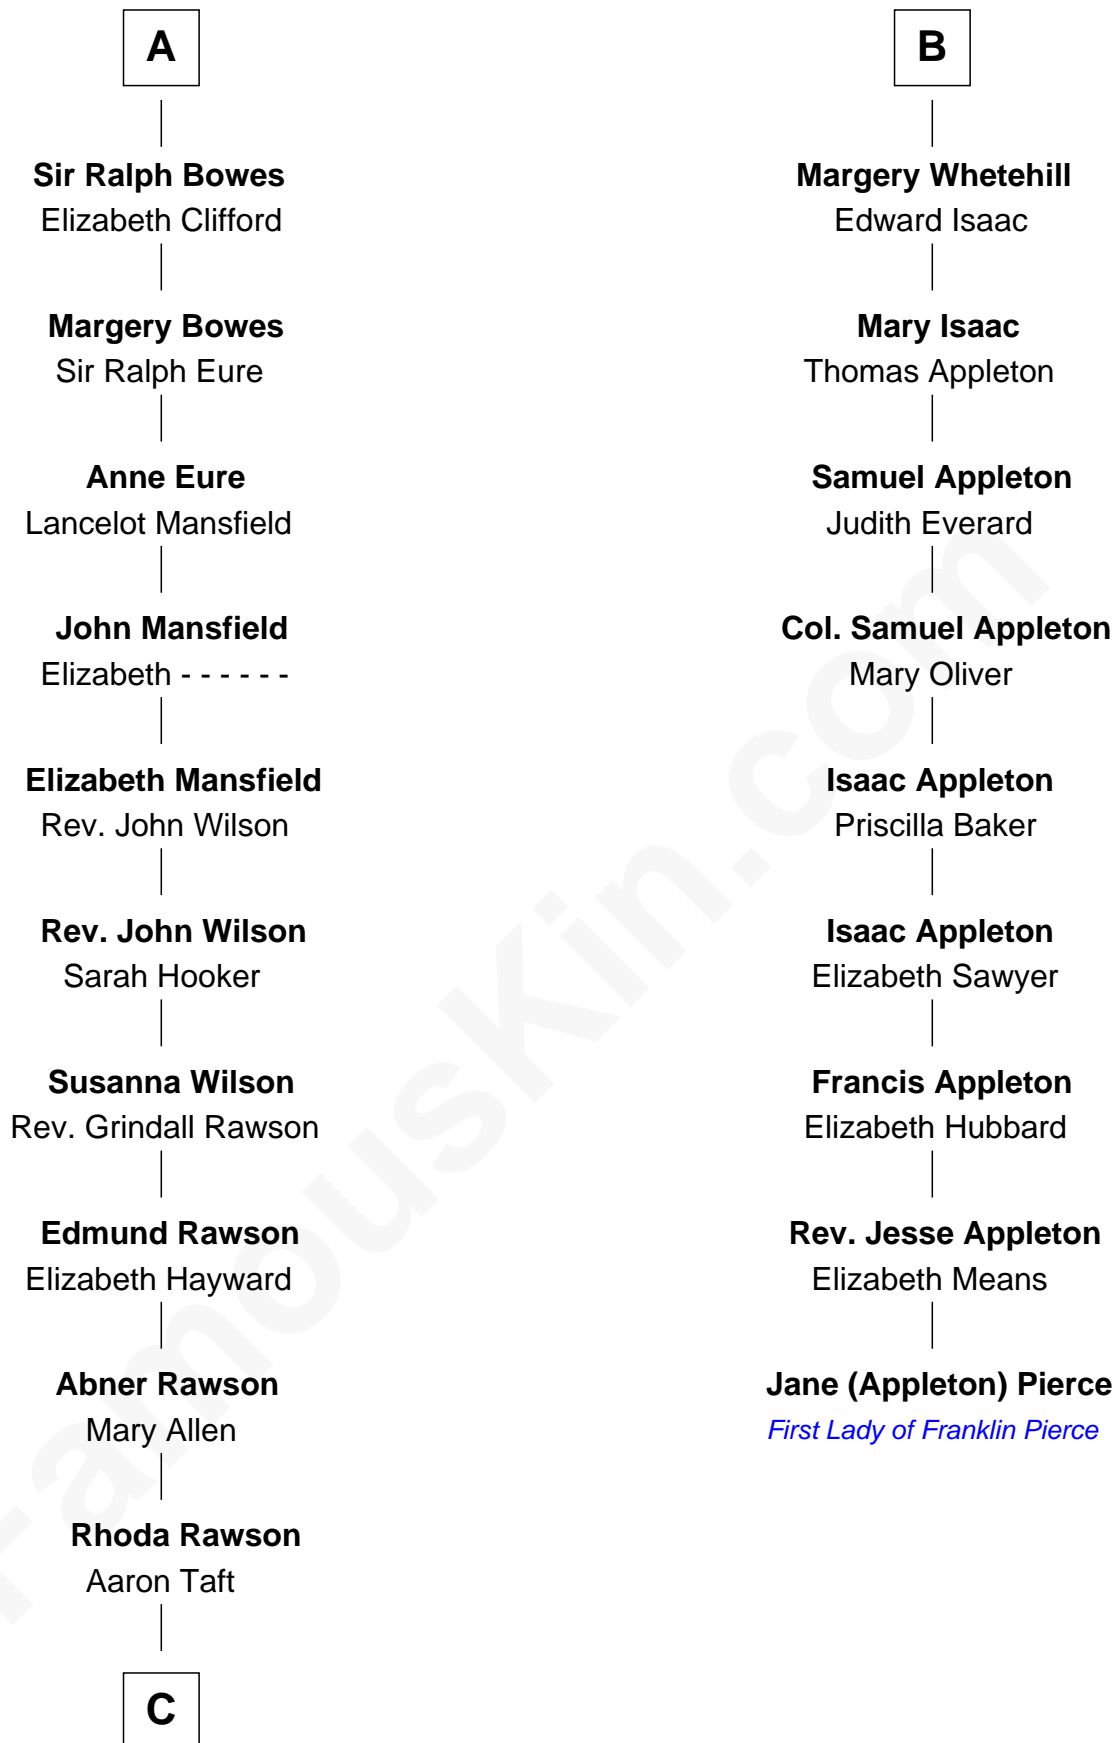 A
Sir Ralph Bowes
Elizabeth Clifford
Margery Bowes
Sir Ralph Eure
Anne Eure
Lancelot Mansfield
John Mansfield
Elizabeth - - - - - -
Elizabeth Mansfield
Rev. John Wilson
Rev. John Wilson
Sarah Hooker
Susanna Wilson
Rev. Grindall Rawson
Edmund Rawson
Elizabeth Hayward
Abner Rawson
Mary Allen
Rhoda Rawson
Aaron Taft
C
B
Margery Whetehill
Edward Isaac
Mary Isaac
Thomas Appleton
Samuel Appleton
Judith Everard
Col. Samuel Appleton
Mary Oliver
Isaac Appleton
Priscilla Baker
Isaac Appleton
Elizabeth Sawyer
Francis Appleton
Elizabeth Hubbard
Rev. Jesse Appleton
Elizabeth Means
Jane (Appleton) Pierce
First Lady of Franklin Pierce
FamousKin.com